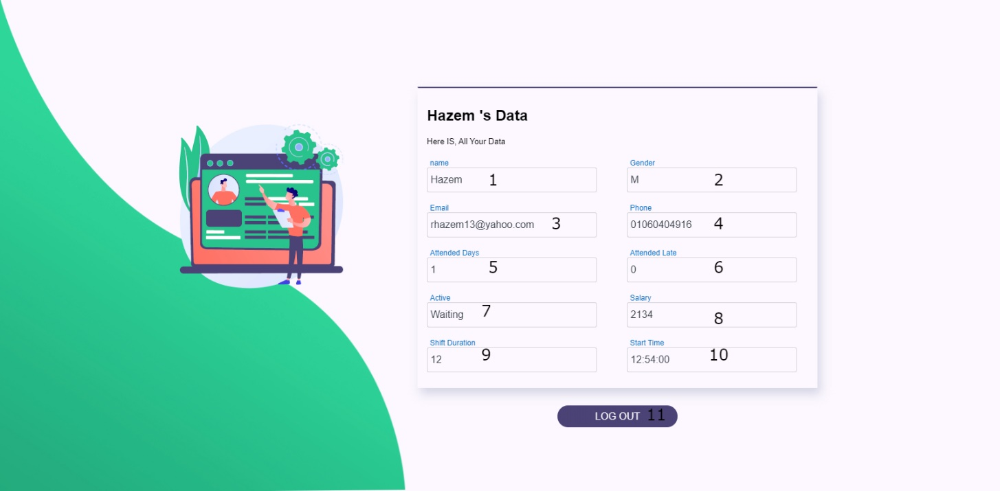 Hazem 's Data
Here IS, All Your Data
name Gender
Hazem 1 M 2
Email Phone
rhazem13@yahoo.com 3 01060404916 4
Attended Days Attended Late
1 5 0 6
Active Salary
Waiting 7 2134 8
Shift Duration Start Time
12 9 12:54:00 10
LOG OUT 11